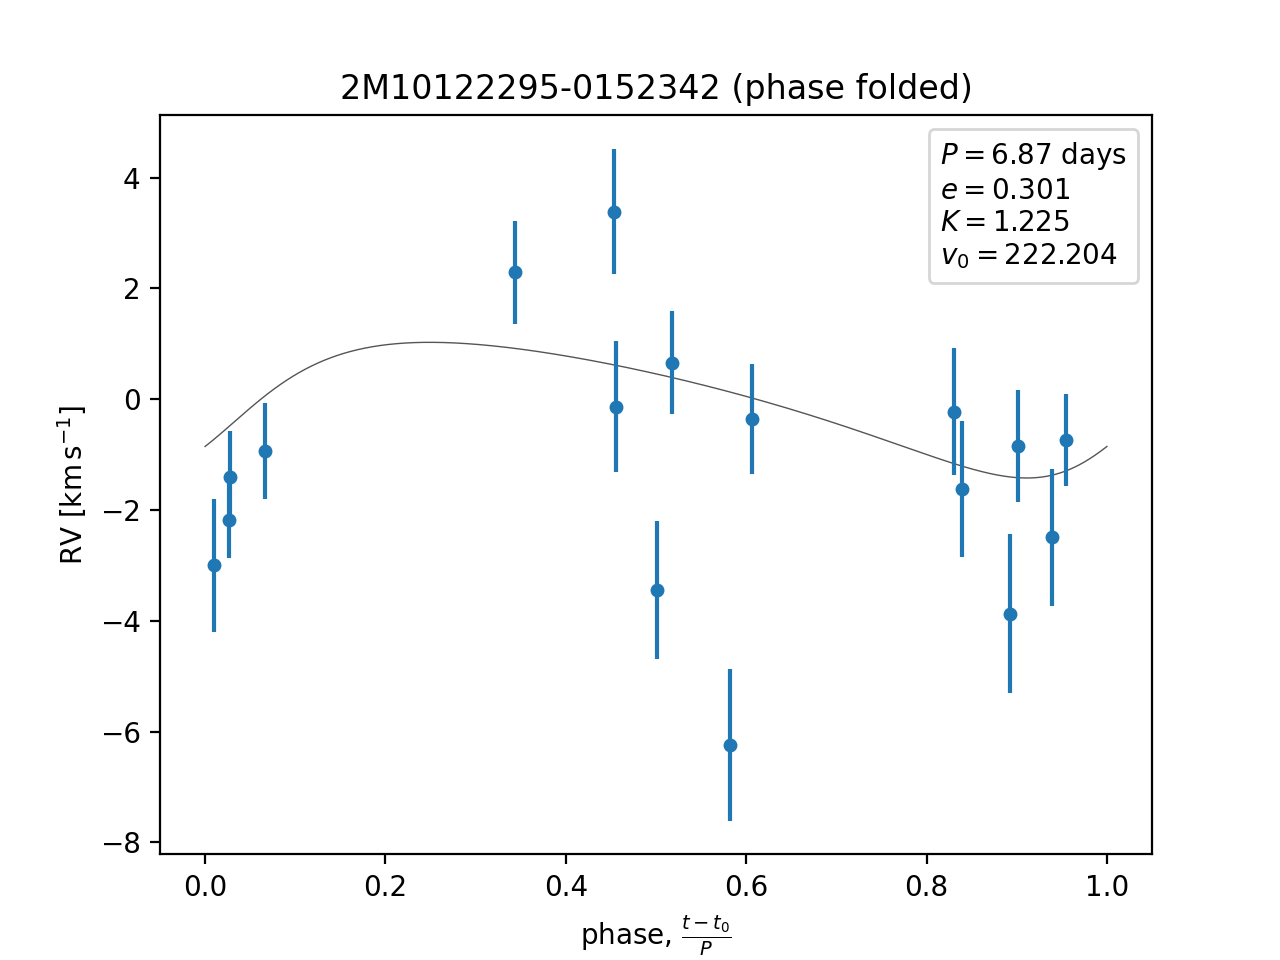 2M10122295-0152342 (phase folded)
P = 6.87 days
e = 0.301
K = 1.225
v₀ = 222.204
4
2
0
−2
−4
−6
−8
RV [km s⁻¹]
0.0 0.2 0.4 0.6 0.8 1.0
phase, (t − t₀)/P